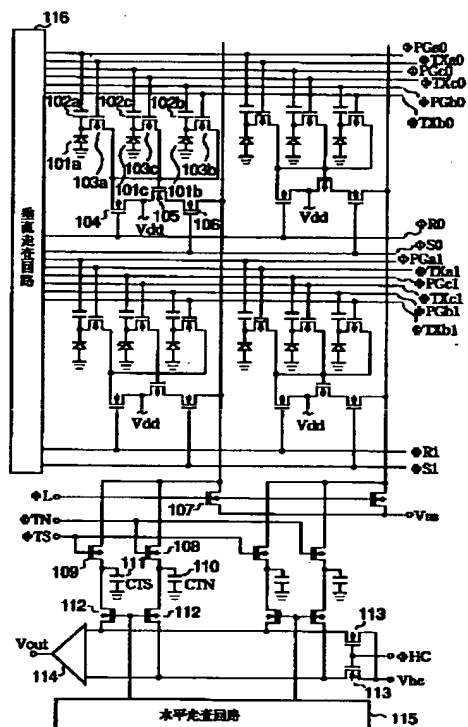 116
ΦPGa0
ΦTXa0
ΦPGc0
ΦTXc0
ΦPGb0
ΦTXb0
102a
102c
102b
101a
103a
101c
103c
101b
103b
104
105
106
Vdd
垂直走査回路
ΦR0
ΦS0
ΦPGa1
ΦTXa1
ΦPGc1
ΦTXc1
ΦPGb1
ΦTXb1
Vdd
Vdd
ΦR1
ΦS1
ΦL
107
ΦTN
ΦTS
108
109
111
110
CTS
CTN
112
112
113
Vout
114
ΦHC
Vhc
113
水平走査回路
115